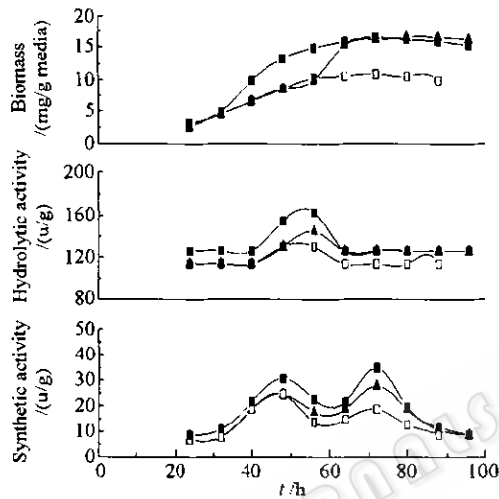 Biomass
/(mg/g media)
20
15
10
5
0
Hydrolytic activity
/(u/g)
200
160
120
80
Synthetic activity
/(u/g)
50
40
30
20
10
0
0 20 40 60 80 100
t/h